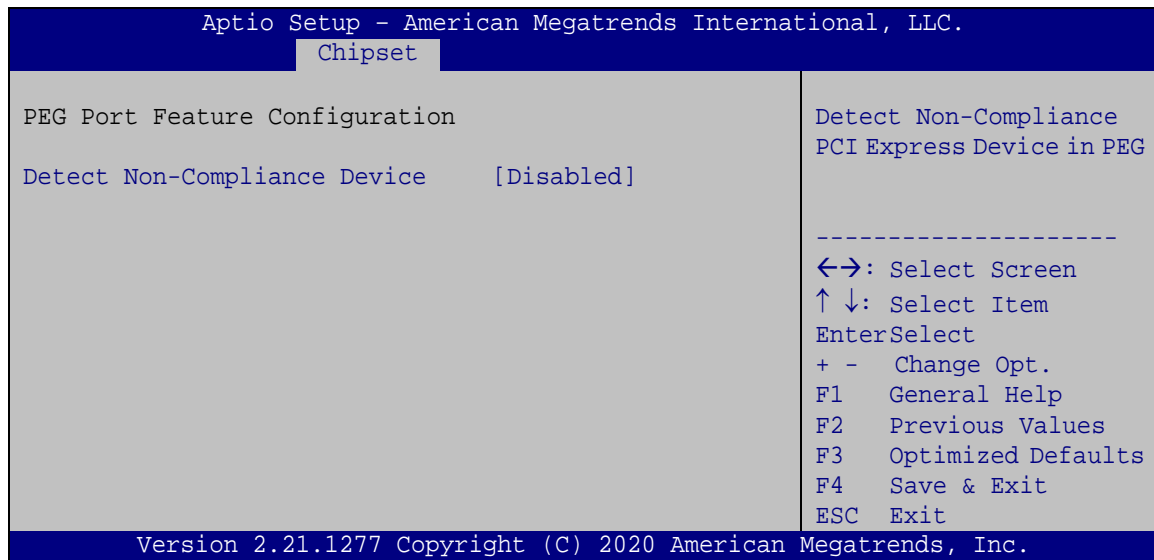 Aptio Setup – American Megatrends International, LLC.
Chipset
PEG Port Feature Configuration
Detect Non-Compliance Device [Disabled]
Detect Non-Compliance
PCI Express Device in PEG
----------------------
←→: Select Screen
↑ ↓: Select Item
EnterSelect
+ - Change Opt.
F1 General Help
F2 Previous Values
F3 Optimized Defaults
F4 Save & Exit
ESC Exit
Version 2.21.1277 Copyright (C) 2020 American Megatrends, Inc.